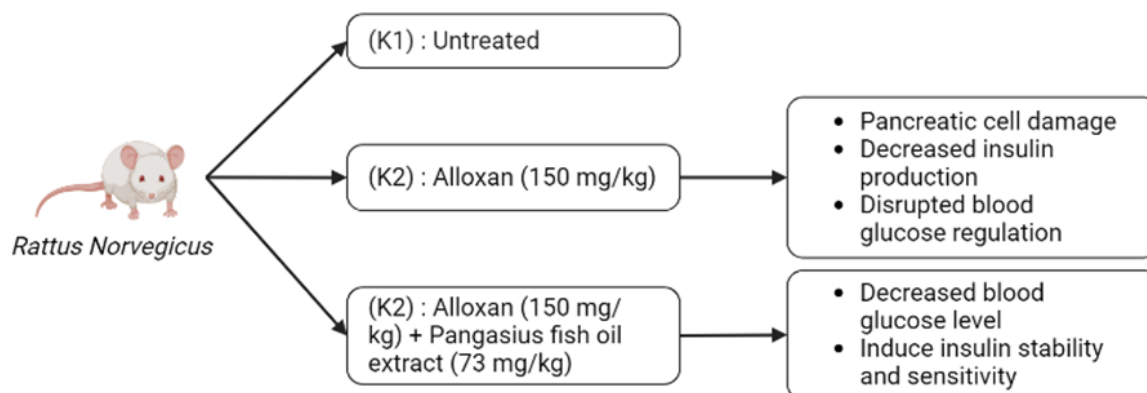 (K1) : Untreated
Rattus Norvegicus
(K2) : Alloxan (150 mg/kg)
• Pancreatic cell damage
• Decreased insulin
production
• Disrupted blood
glucose regulation
(K2) : Alloxan (150 mg/
kg) + Pangasius fish oil
extract (73 mg/kg)
• Decreased blood
glucose level
• Induce insulin stability
and sensitivity